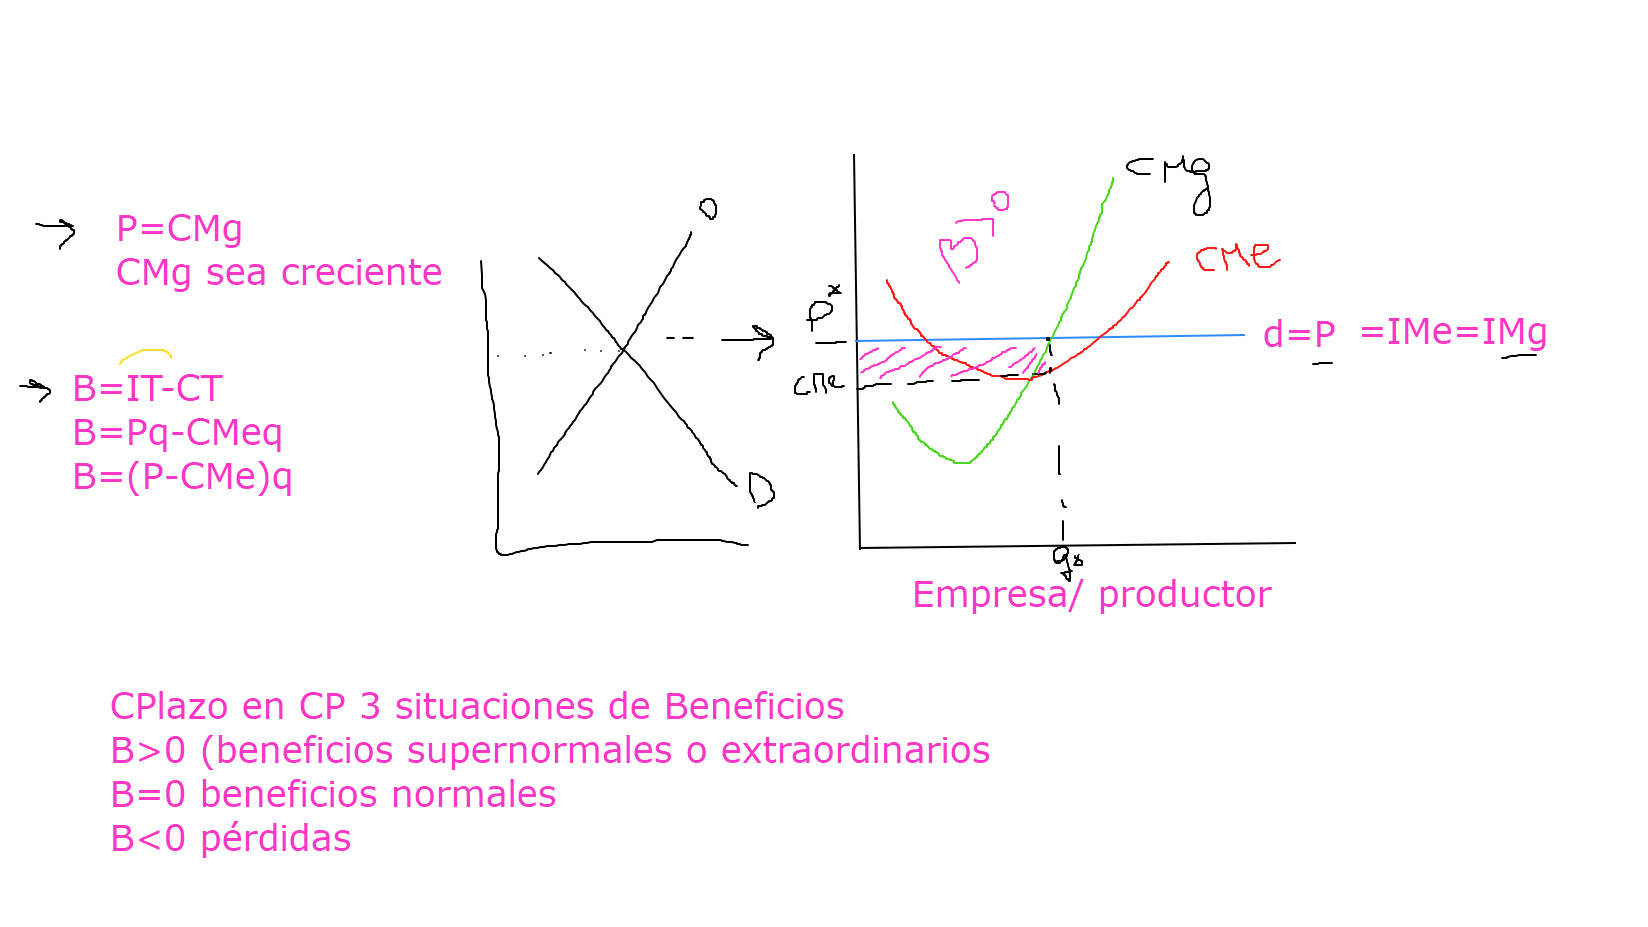 P=CMg
CMg sea creciente
B=IT-CT
B=Pq-CMeq
B=(P-CMe)q
O
D
B>0
CMg
CME
P*
CMe
d=P =IMe=IMg
q*
Empresa/ productor
CPlazo en CP 3 situaciones de Beneficios
B>0 (beneficios supernormales o extraordinarios
B=0 beneficios normales
B<0 pérdidas